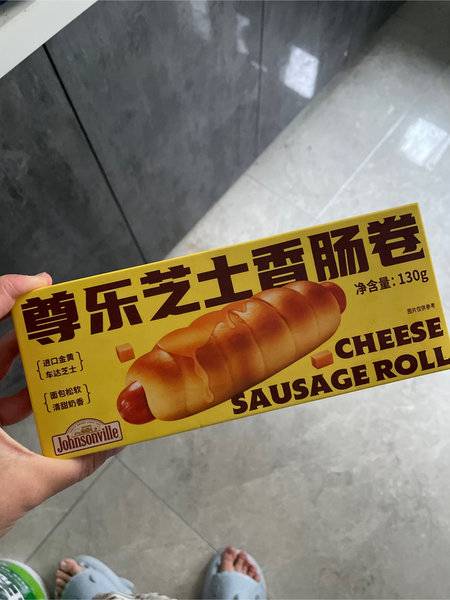 尊乐芝士香肠卷
净含量：130g
图片仅供参考
进口金黄
车达芝士
面包松软
清甜奶香
CHEESE
SAUSAGE ROLL
Johnsonville